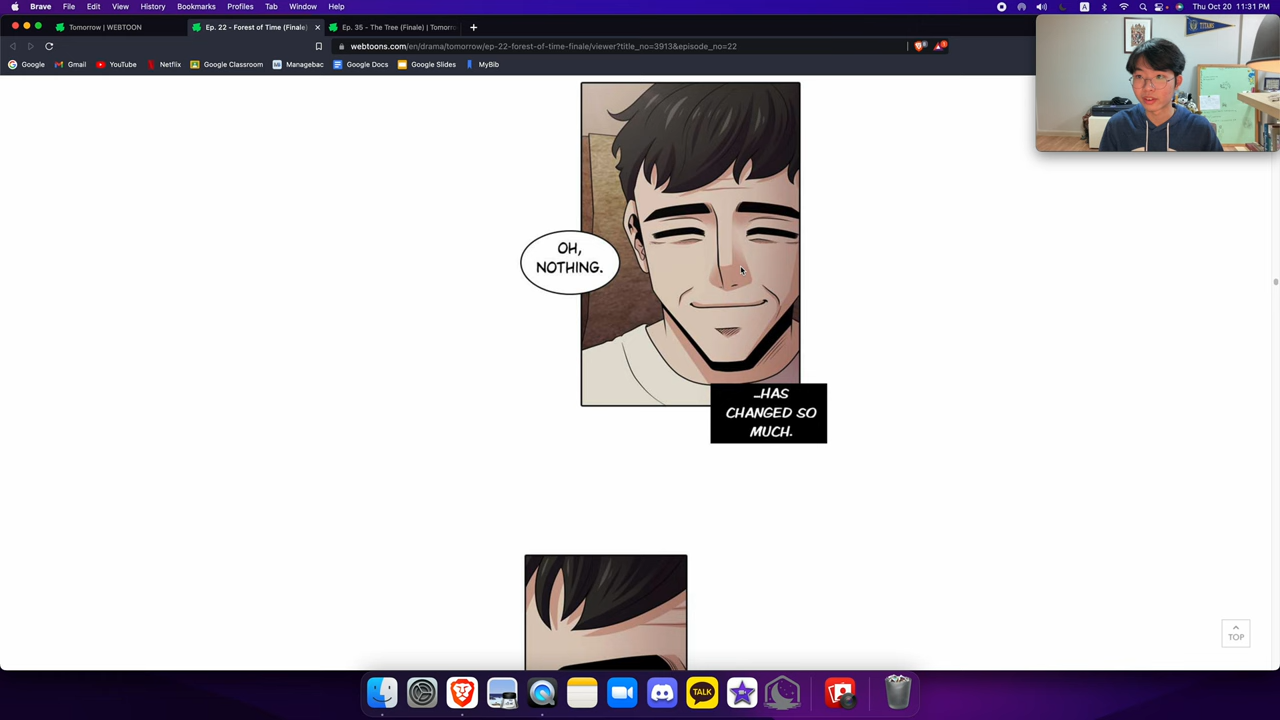 Brave File Edit View History Bookmarks Profiles Tab Window Help
A Thu Oct 20 11:31 PM
Tomorrow | WEBTOON
Ep. 22 - Forest of Time (Finale)
Ep. 35 - The Tree (Finale) | Tomorrow
webtoons.com/en/drama/tomorrow/ep-22-forest-of-time-finale/viewer?title_no=3913&episode_no=22
Google Gmail YouTube Netflix Google Classroom Managebac Google Docs Google Slides MyBib
TITANS
OH,
NOTHING.
...HAS
CHANGED SO
MUCH.
TOP
TALK